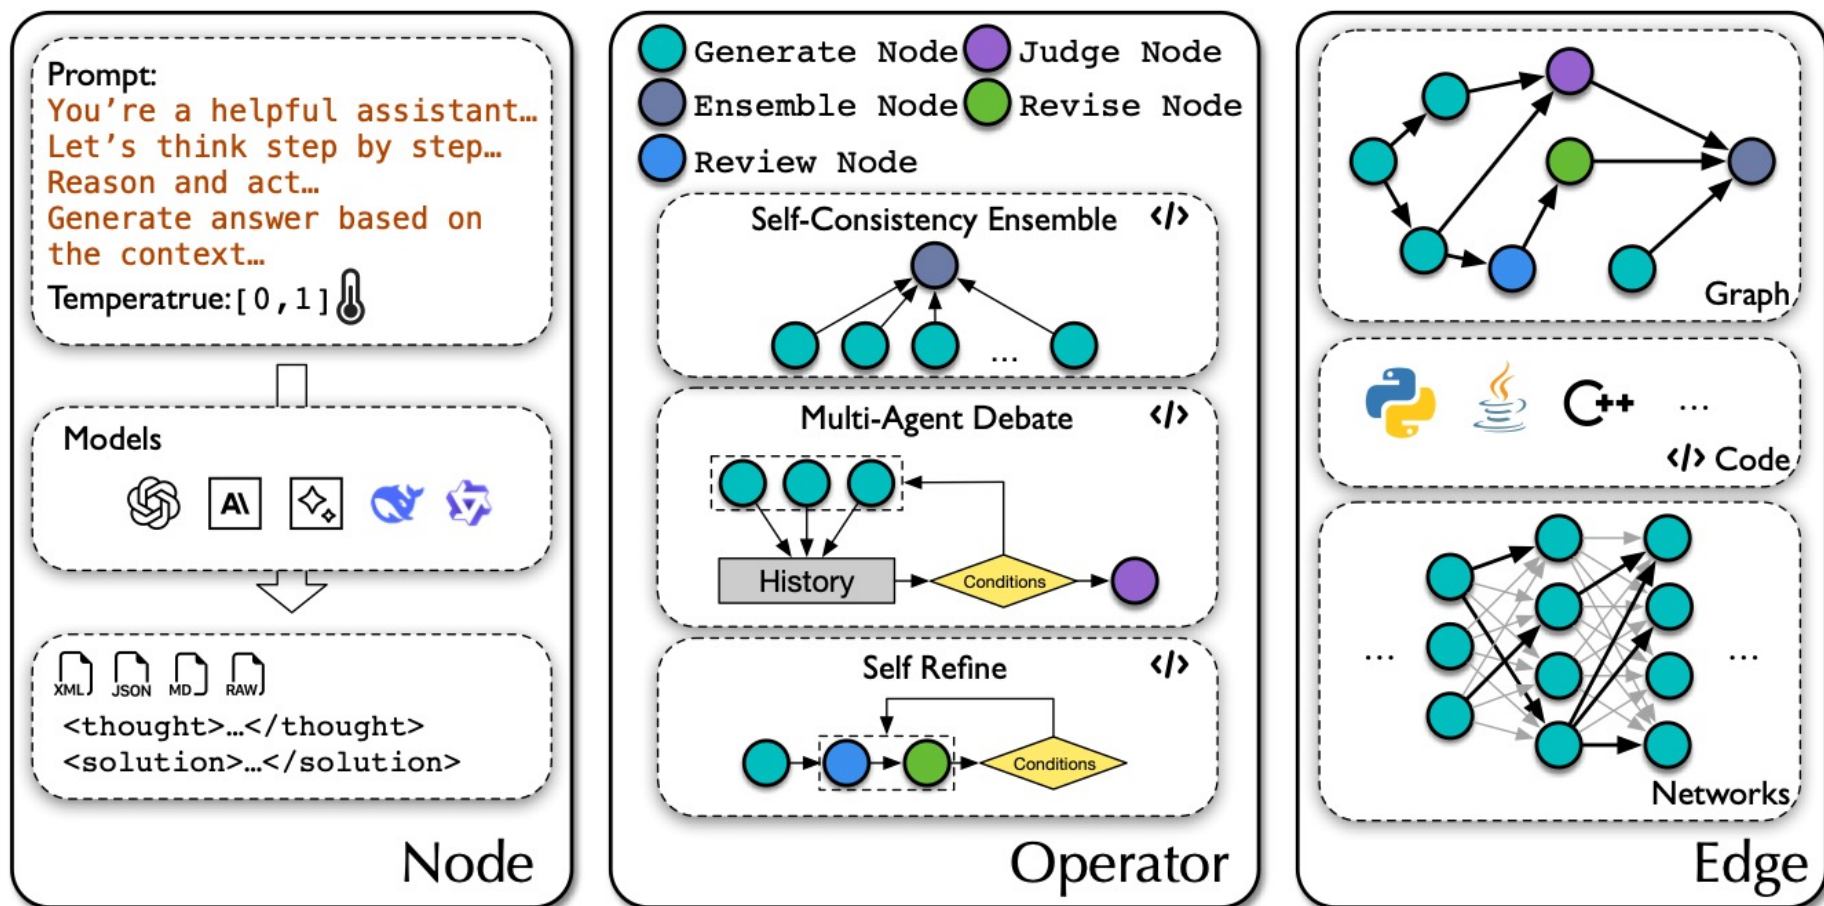 Prompt:
You’re a helpful assistant…
Let’s think step by step…
Reason and act…
Generate answer based on
the context…
Temperatrue:[0,1]
Models
A\
XML
JSON
MD
RAW
<thought>…</thought>
<solution>…</solution>
Node
Generate Node
Judge Node
Ensemble Node
Revise Node
Review Node
Self-Consistency Ensemble </>
...
Multi-Agent Debate </>
History
Conditions
Self Refine </>
Conditions
Operator
Graph
C++
...
</> Code
...
...
Networks
Edge